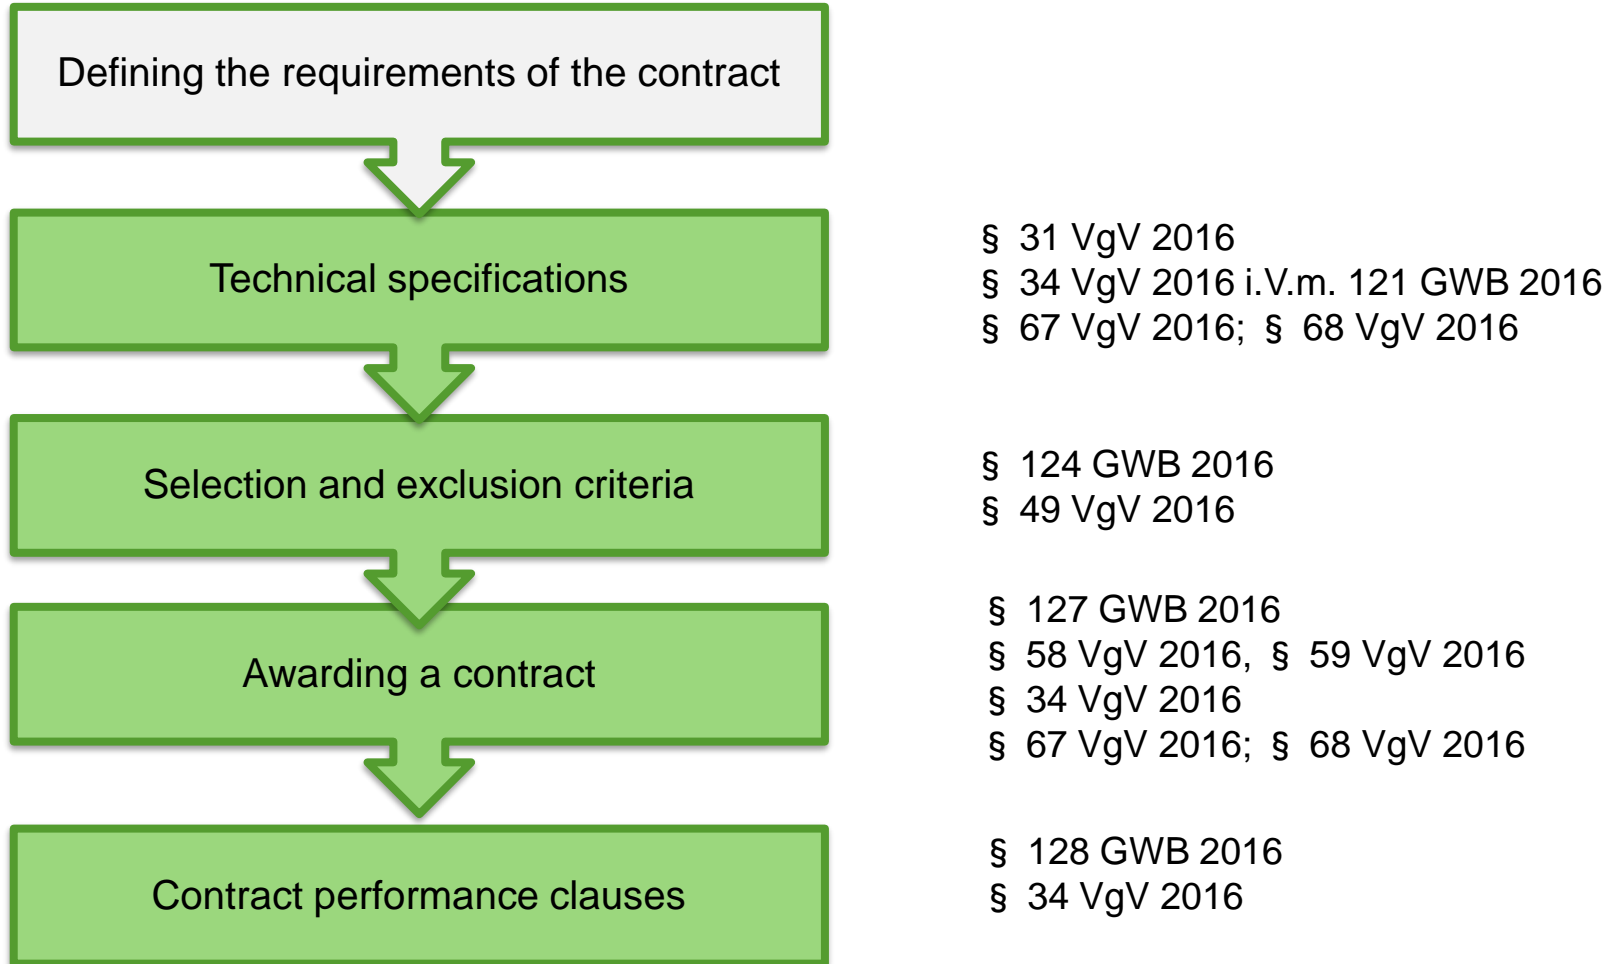 Defining the requirements of the contract
Technical specifications
§ 31 VgV 2016
§ 34 VgV 2016 i.V.m. 121 GWB 2016
§ 67 VgV 2016; § 68 VgV 2016
Selection and exclusion criteria
§ 124 GWB 2016
§ 49 VgV 2016
Awarding a contract
§ 127 GWB 2016
§ 58 VgV 2016, § 59 VgV 2016
§ 34 VgV 2016
§ 67 VgV 2016; § 68 VgV 2016
Contract performance clauses
§ 128 GWB 2016
§ 34 VgV 2016